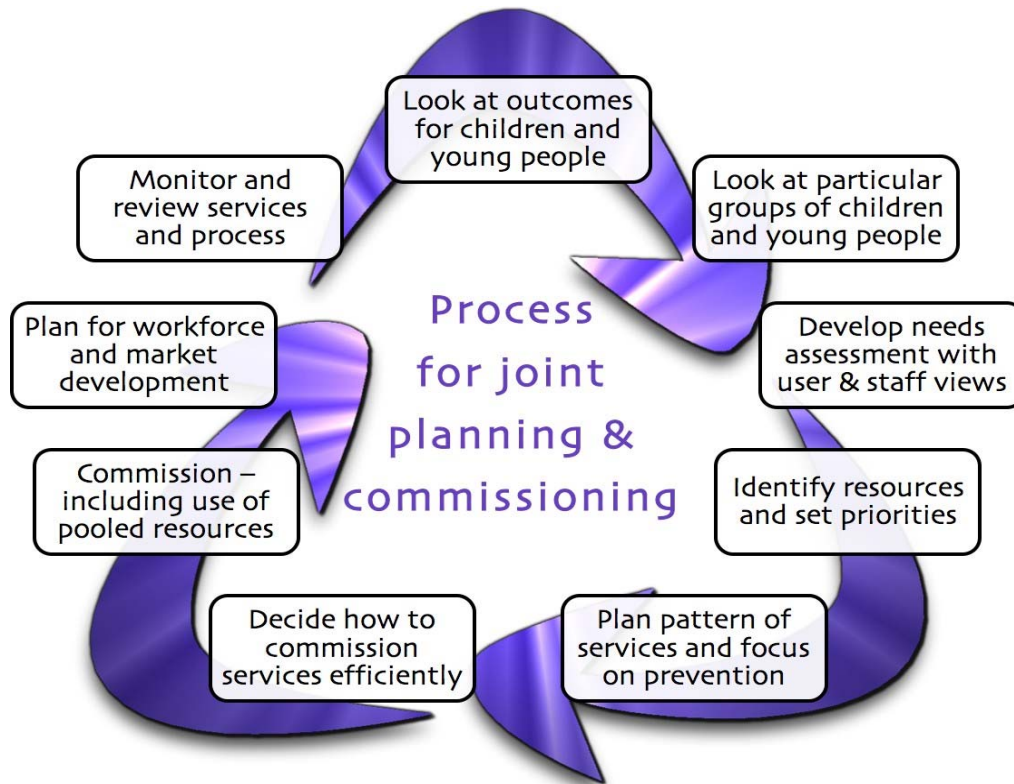 Look at outcomes
for children and
young people
Look at particular
groups of children
and young people
Develop needs
assessment with
user & staff views
Identify resources
and set priorities
Plan pattern of
services and focus
on prevention
Decide how to
commission
services efficiently
Commission –
including use of
pooled resources
Plan for workforce
and market
development
Monitor and
review services
and process
Process
for joint
planning &
commissioning